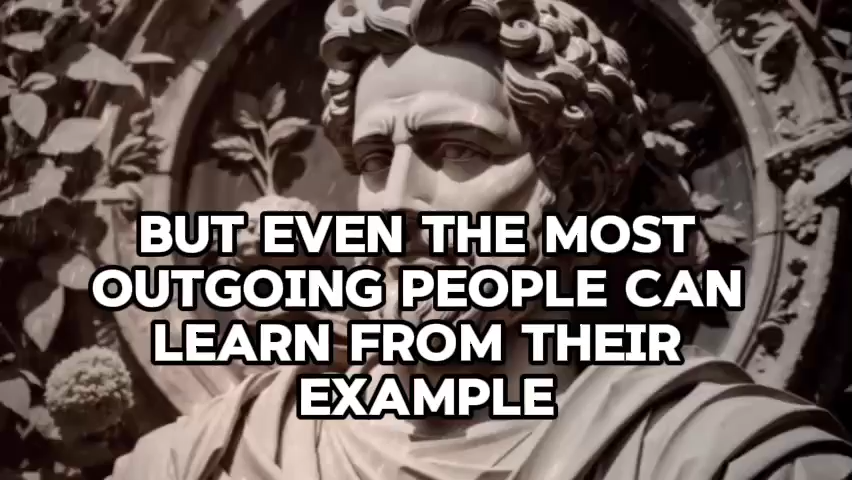 BUT EVEN THE MOST
OUTGOING PEOPLE CAN
LEARN FROM THEIR
EXAMPLE